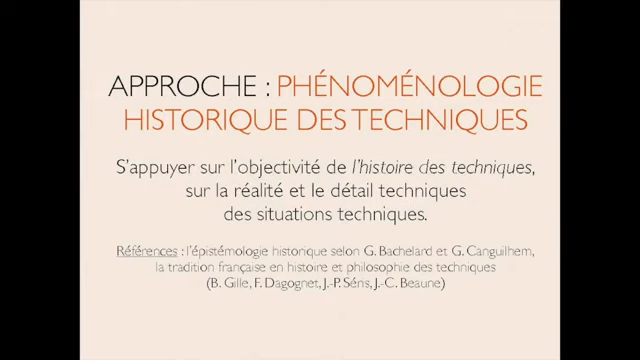 APPROCHE : PHÉNOMÉNOLOGIE
HISTORIQUE DES TECHNIQUES
S'appuyer sur l'objectivité de l'histoire des techniques,
sur la réalité et le détail techniques
des situations techniques.
Références : l'épistémologie historique selon G. Bachelard et G. Canguilhem,
la tradition française en histoire et philosophie des techniques
(B. Gille, F. Dagognet, J.-P. Séris, J.-C. Beaune)